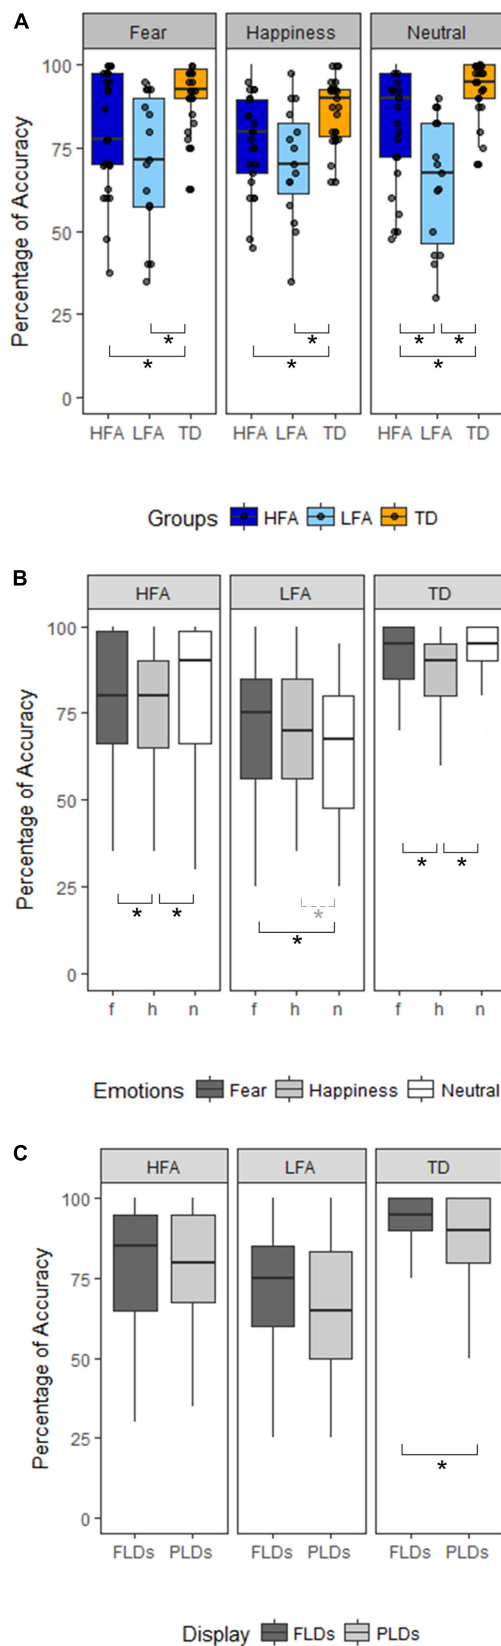 A
Fear Happiness Neutral
Percentage of Accuracy
100
75
50
25
0
* * * * *
* * *
HFA LFA TD HFA LFA TD HFA LFA TD
Groups HFA LFA TD
B
HFA LFA TD
Percentage of Accuracy
100
75
50
25
0
* *
* * *
*
f h n f h n f h n
Emotions Fear Happiness Neutral
C
HFA LFA TD
Percentage of Accuracy
100
75
50
25
0
*
FLDs PLDs FLDs PLDs FLDs PLDs
Display FLDs PLDs